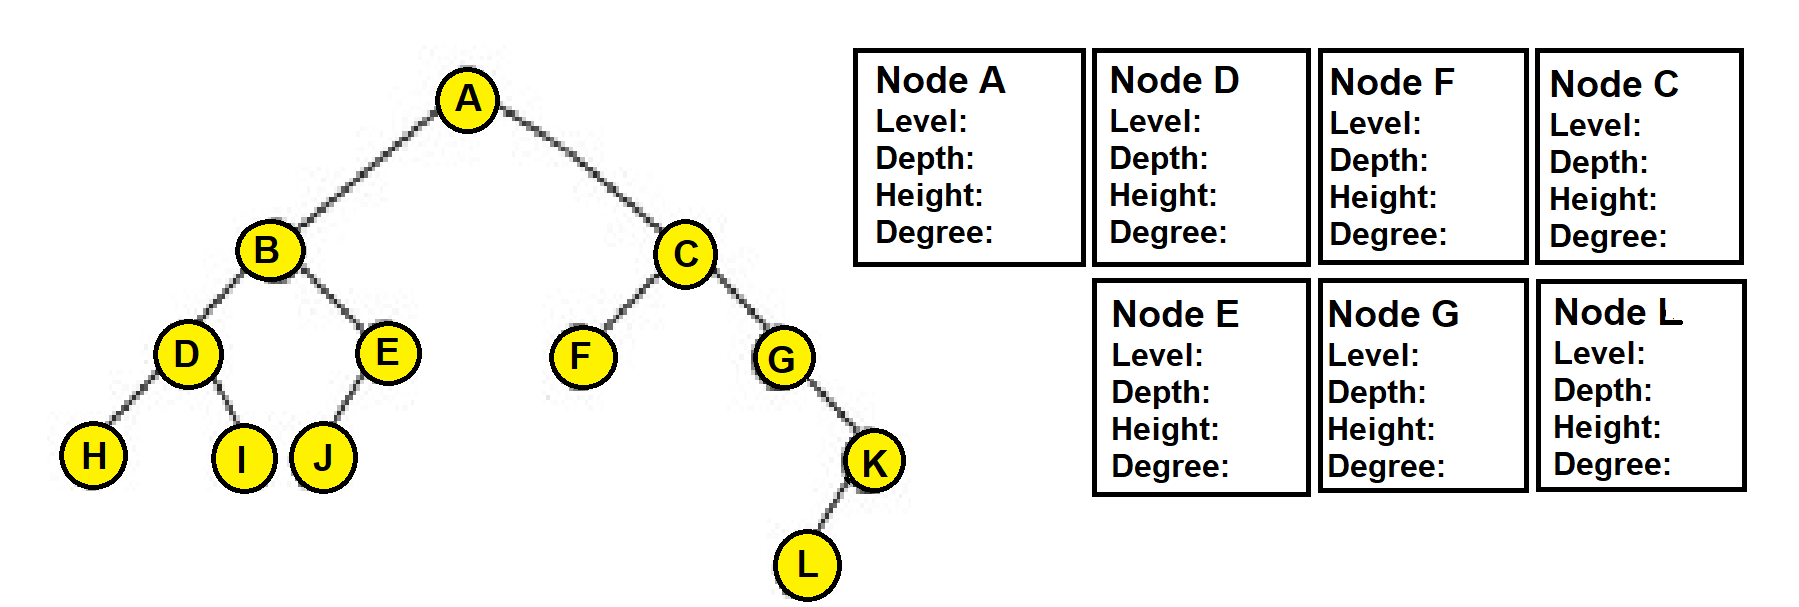 A
B
C
D
E
F
G
H
I
J
K
L
Node A
Level:
Depth:
Height:
Degree:
Node D
Level:
Depth:
Height:
Degree:
Node F
Level:
Depth:
Height:
Degree:
Node C
Level:
Depth:
Height:
Degree:
Node E
Level:
Depth:
Height:
Degree:
Node G
Level:
Depth:
Height:
Degree:
Node L
Level:
Depth:
Height:
Degree: